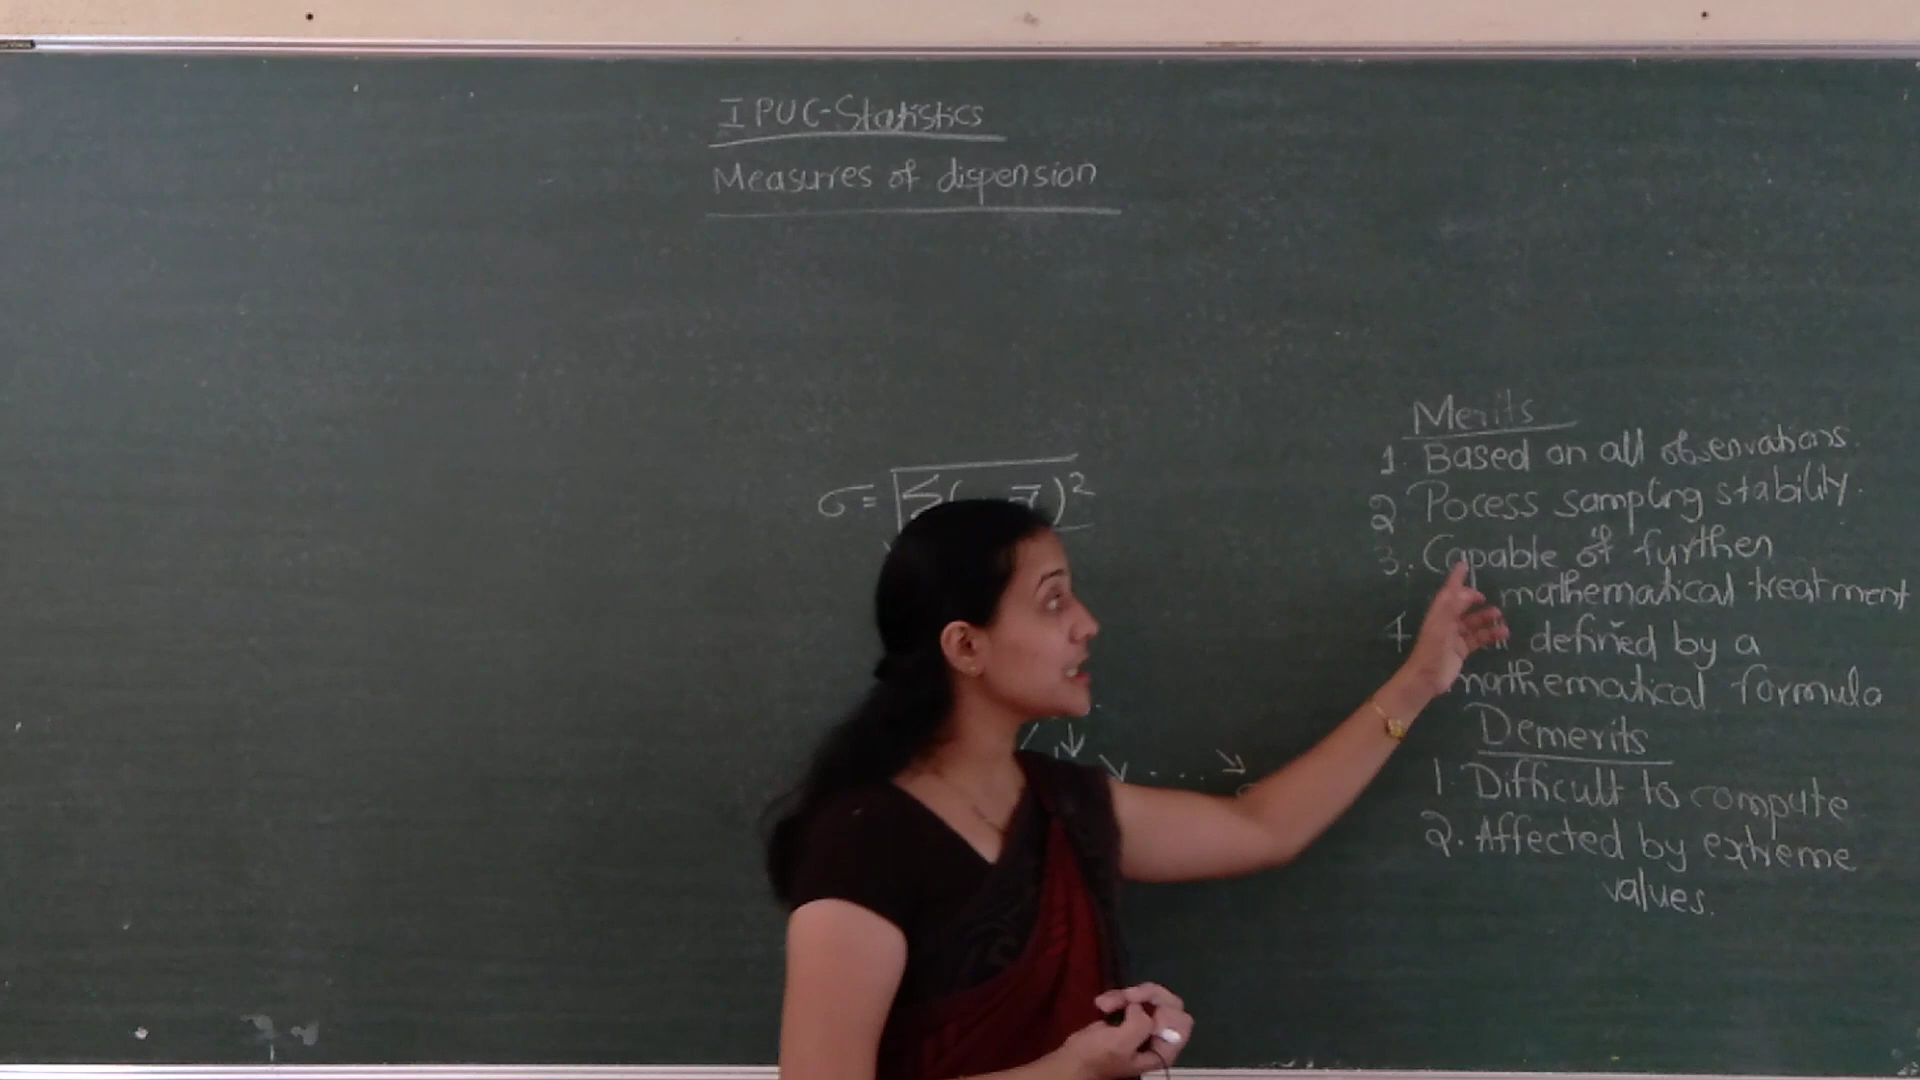 I PUC-Statistics
Measures of dispension
σ = √Σ( x̄ )²
Merits
1. Based on all observations.
2 Pocess sampling stability.
3. Capable of further
mathematical treatment
4 defined by a
mathematical formula
Demerits
1. Difficult to compute
2. Affected by extreme
values.